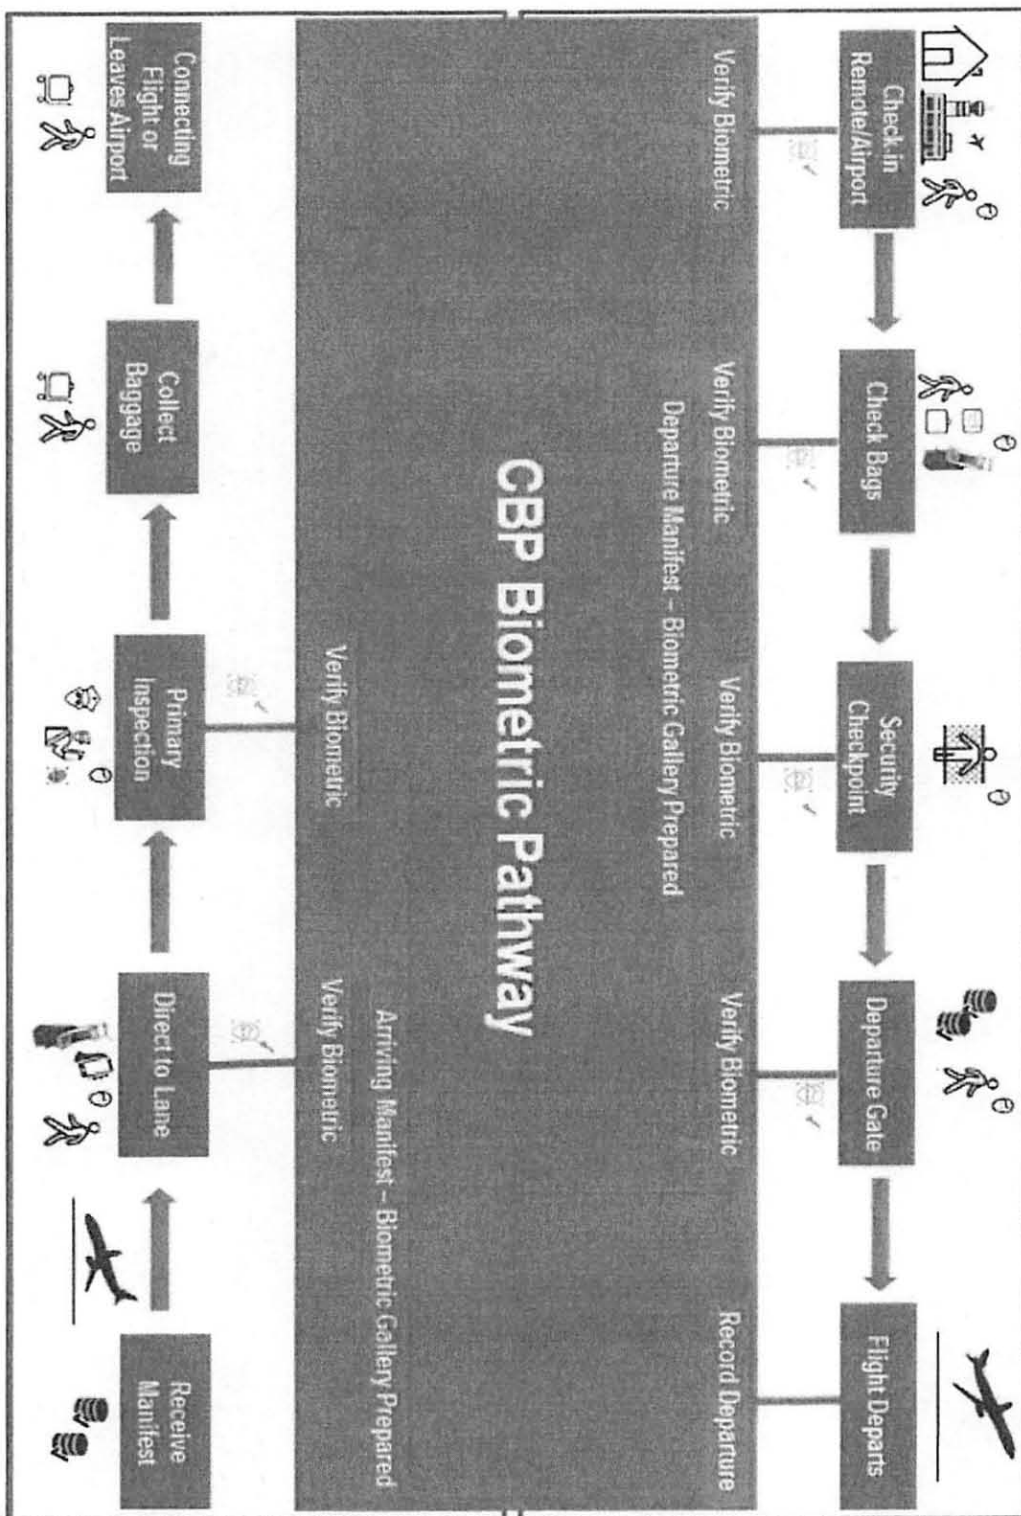 Check-in
Remote/Airport
Check Bags
Security
Checkpoint
Departure Gate
Flight Departs
Verify Biometric
Verify Biometric
Verify Biometric
Verify Biometric
Record Departure
Departure Manifest – Biometric Gallery Prepared
CBP Biometric Pathway
Arriving Manifest – Biometric Gallery Prepared
Verify Biometric
Verify Biometric
Connecting
Flight or
Leaves Airport
Collect
Baggage
Primary
Inspection
Direct to Lane
Receive
Manifest